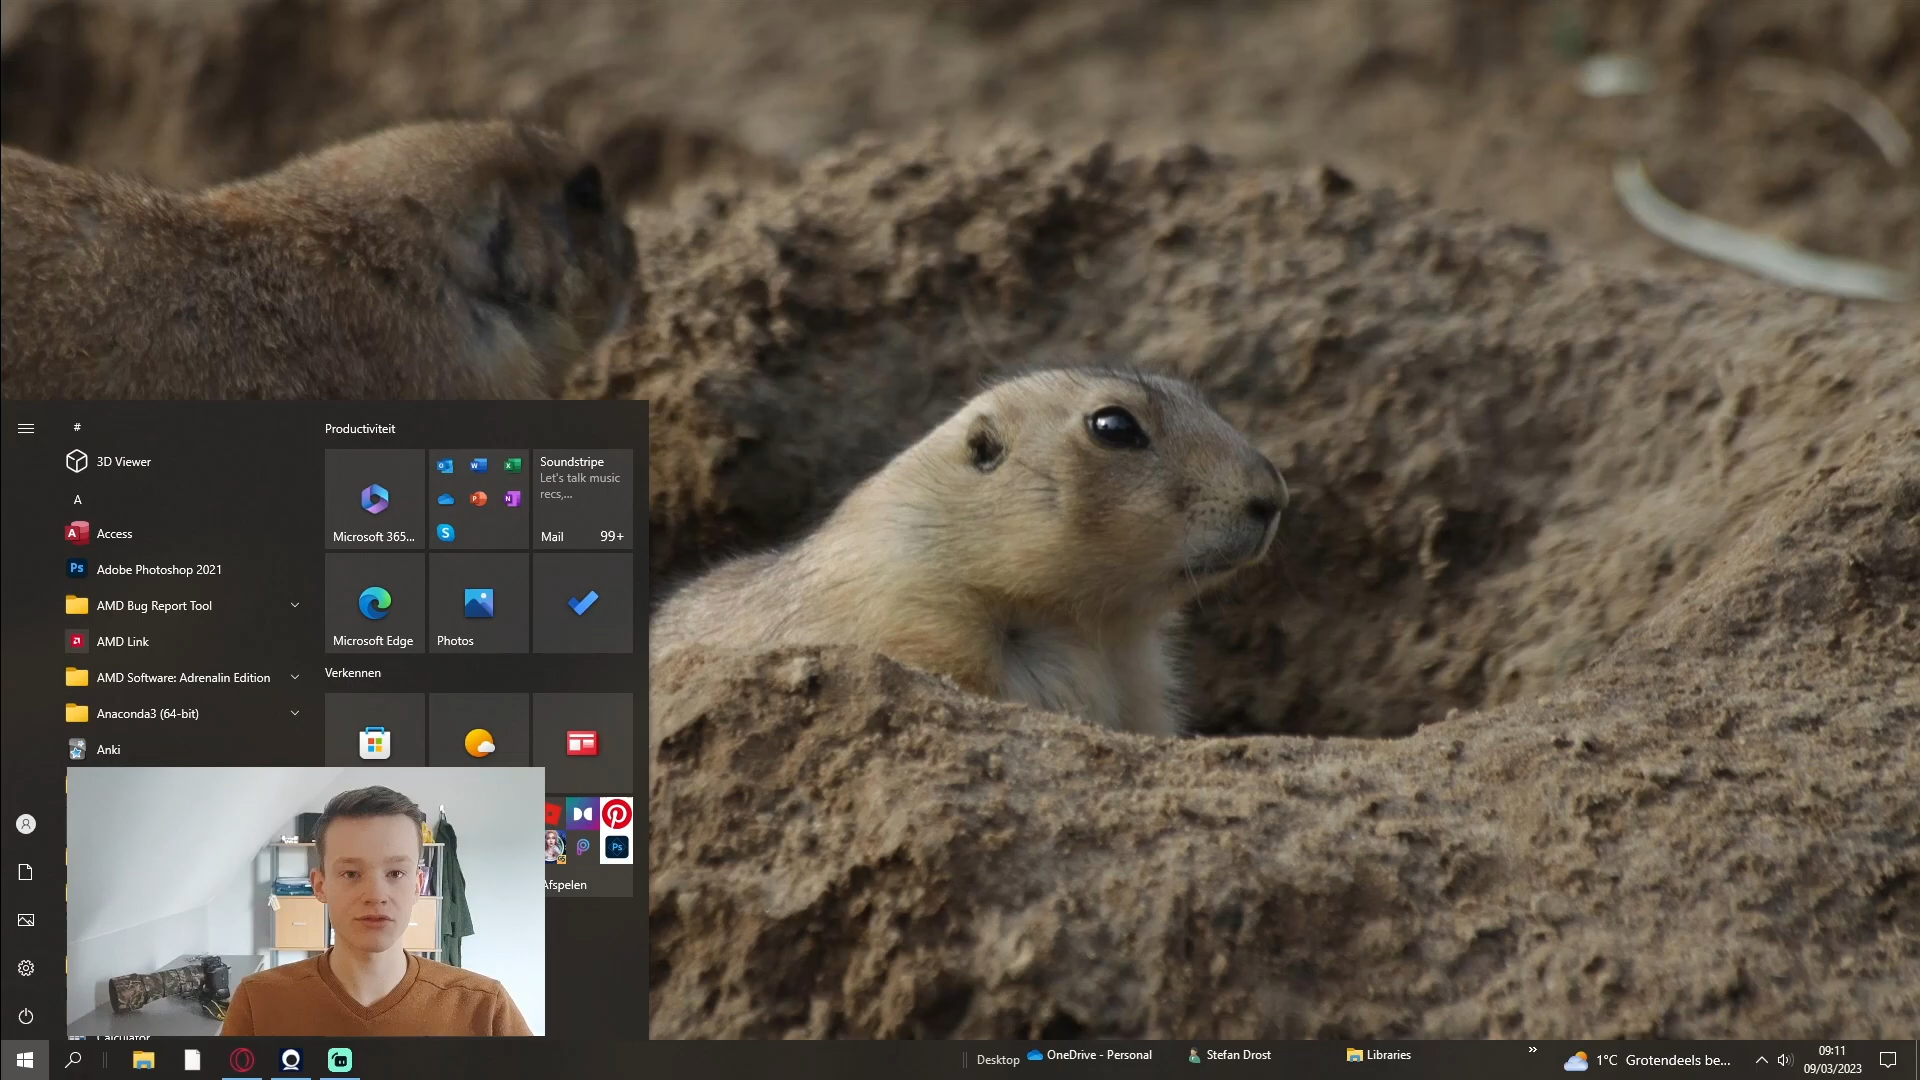 #
3D Viewer
A
Access
Adobe Photoshop 2021
AMD Bug Report Tool
AMD Link
AMD Software: Adrenalin Edition
Anaconda3 (64-bit)
Anki
Calculator
Productiviteit
Microsoft 365...
Soundstripe
Let's talk music
recs,...
Mail 99+
Microsoft Edge
Photos
Verkennen
Afspelen
Desktop
OneDrive - Personal
Stefan Drost
Libraries
1°C Grotendeels be...
09:11
09/03/2023